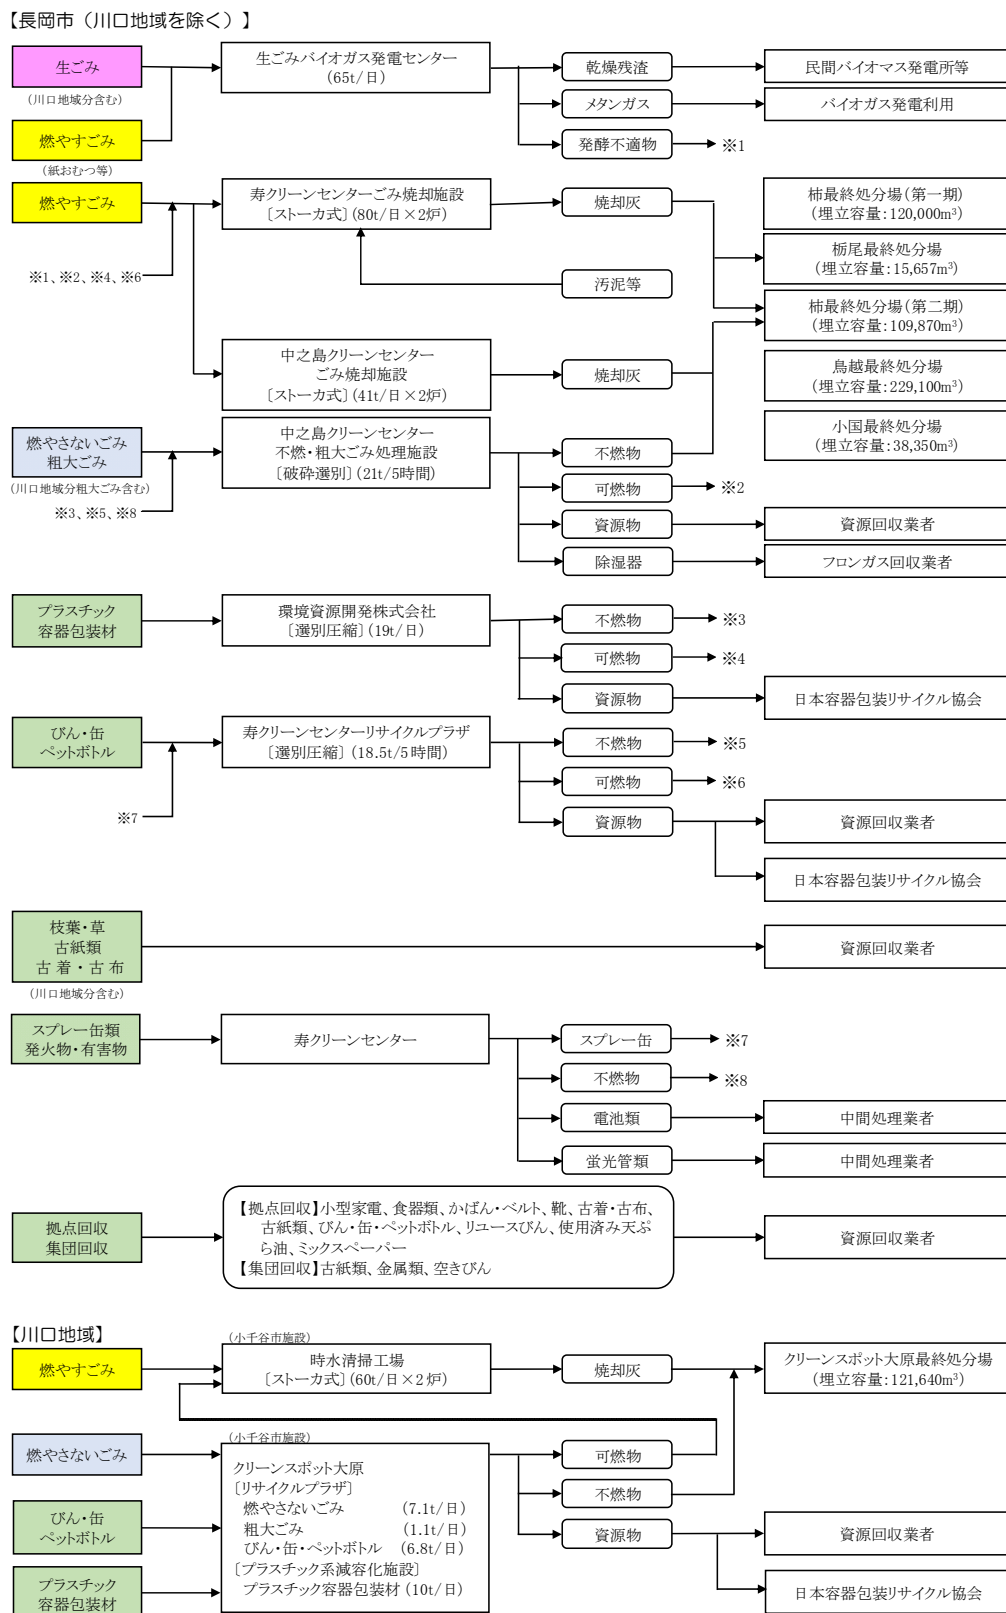 【長岡市（川口地域を除く）】
生ごみ
(川口地域分含む)
燃やすごみ
(紙おむつ等)
生ごみバイオガス発電センター
(65t/日)
乾燥残渣
民間バイオマス発電所等
メタンガス
バイオガス発電利用
発酵不適物
※1
燃やすごみ
※1、※2、※4、※6
寿クリーンセンターごみ焼却施設
〔ストーカ式〕(80t/日×2炉)
焼却灰
汚泥等
柿最終処分場(第一期)
(埋立容量:120,000m³)
栃尾最終処分場
(埋立容量:15,657m³)
柿最終処分場(第二期)
(埋立容量:109,870m³)
鳥越最終処分場
(埋立容量:229,100m³)
小国最終処分場
(埋立容量:38,350m³)
中之島クリーンセンター
ごみ焼却施設
〔ストーカ式〕(41t/日×2炉)
焼却灰
燃やさないごみ
粗大ごみ
(川口地域分粗大ごみ含む)
※3、※5、※8
中之島クリーンセンター
不燃・粗大ごみ処理施設
〔破砕選別〕(21t/5時間)
不燃物
可燃物
※2
資源物
資源回収業者
除湿器
フロンガス回収業者
プラスチック
容器包装材
環境資源開発株式会社
〔選別圧縮〕(19t/日)
不燃物
※3
可燃物
※4
資源物
日本容器包装リサイクル協会
びん・缶
ペットボトル
※7
寿クリーンセンターリサイクルプラザ
〔選別圧縮〕(18.5t/5時間)
不燃物
※5
可燃物
※6
資源物
資源回収業者
日本容器包装リサイクル協会
枝葉・草
古紙類
古着・古布
(川口地域分含む)
資源回収業者
スプレー缶類
発火物・有害物
寿クリーンセンター
スプレー缶
※7
不燃物
※8
電池類
中間処理業者
蛍光管類
中間処理業者
拠点回収
集団回収
【拠点回収】小型家電、食器類、かばん・ベルト、靴、古着・古布、
古紙類、びん・缶・ペットボトル、リユースびん、使用済み天ぷ
ら油、ミックスペーパー
【集団回収】古紙類、金属類、空きびん
資源回収業者
【川口地域】
燃やすごみ
(小千谷市施設)
時水清掃工場
〔ストーカ式〕(60t/日×2炉)
焼却灰
クリーンスポット大原最終処分場
(埋立容量:121,640m³)
燃やさないごみ
びん・缶
ペットボトル
プラスチック
容器包装材
(小千谷市施設)
クリーンスポット大原
〔リサイクルプラザ〕
燃やさないごみ (7.1t/日)
粗大ごみ (1.1t/日)
びん・缶・ペットボトル (6.8t/日)
〔プラスチック系減容化施設〕
プラスチック容器包装材(10t/日)
可燃物
不燃物
資源物
資源回収業者
日本容器包装リサイクル協会